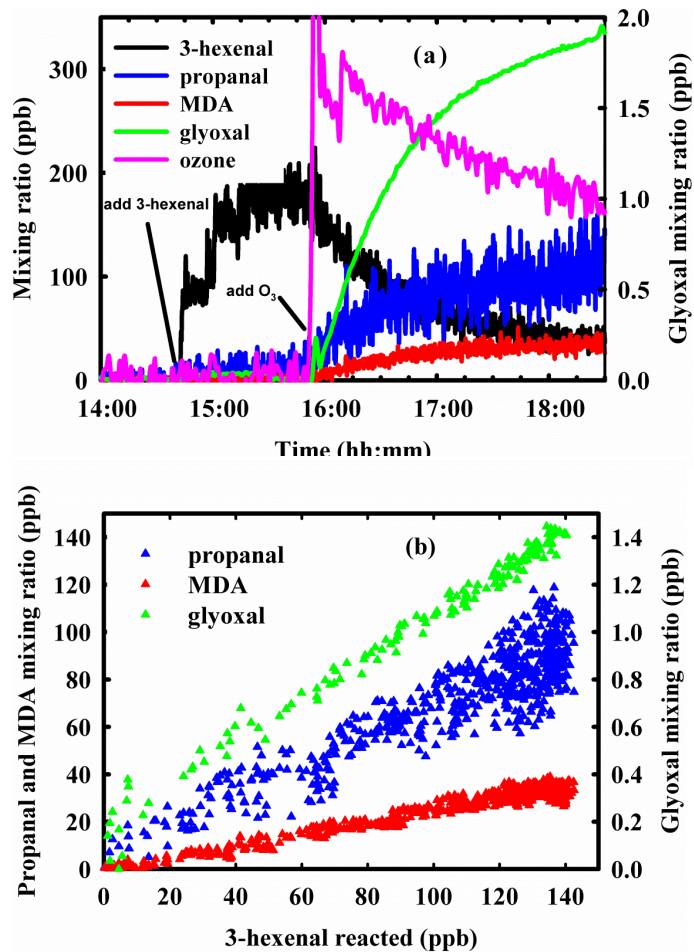 2.0
350
(a)
3-hexenal
propanal
MDA
glyoxal
ozone
1.5
300
200
add 3-hexenal
1.0
100
add O3
0.5
0
0.0
14:00 15:00 16:00 17:00 18:00
Time (hh:mm)
Mixing ratio (ppb)
Glyoxal mixing ratio (ppb)
(b)
propanal
MDA
glyoxal
140 1.4
120 1.2
100 1.0
80 0.8
60 0.6
40 0.4
20 0.2
0 0.0
0 20 40 60 80 100 120 140
3-hexenal reacted (ppb)
Propanal and MDA mixing ratio (ppb)
Glyoxal mixing ratio (ppb)